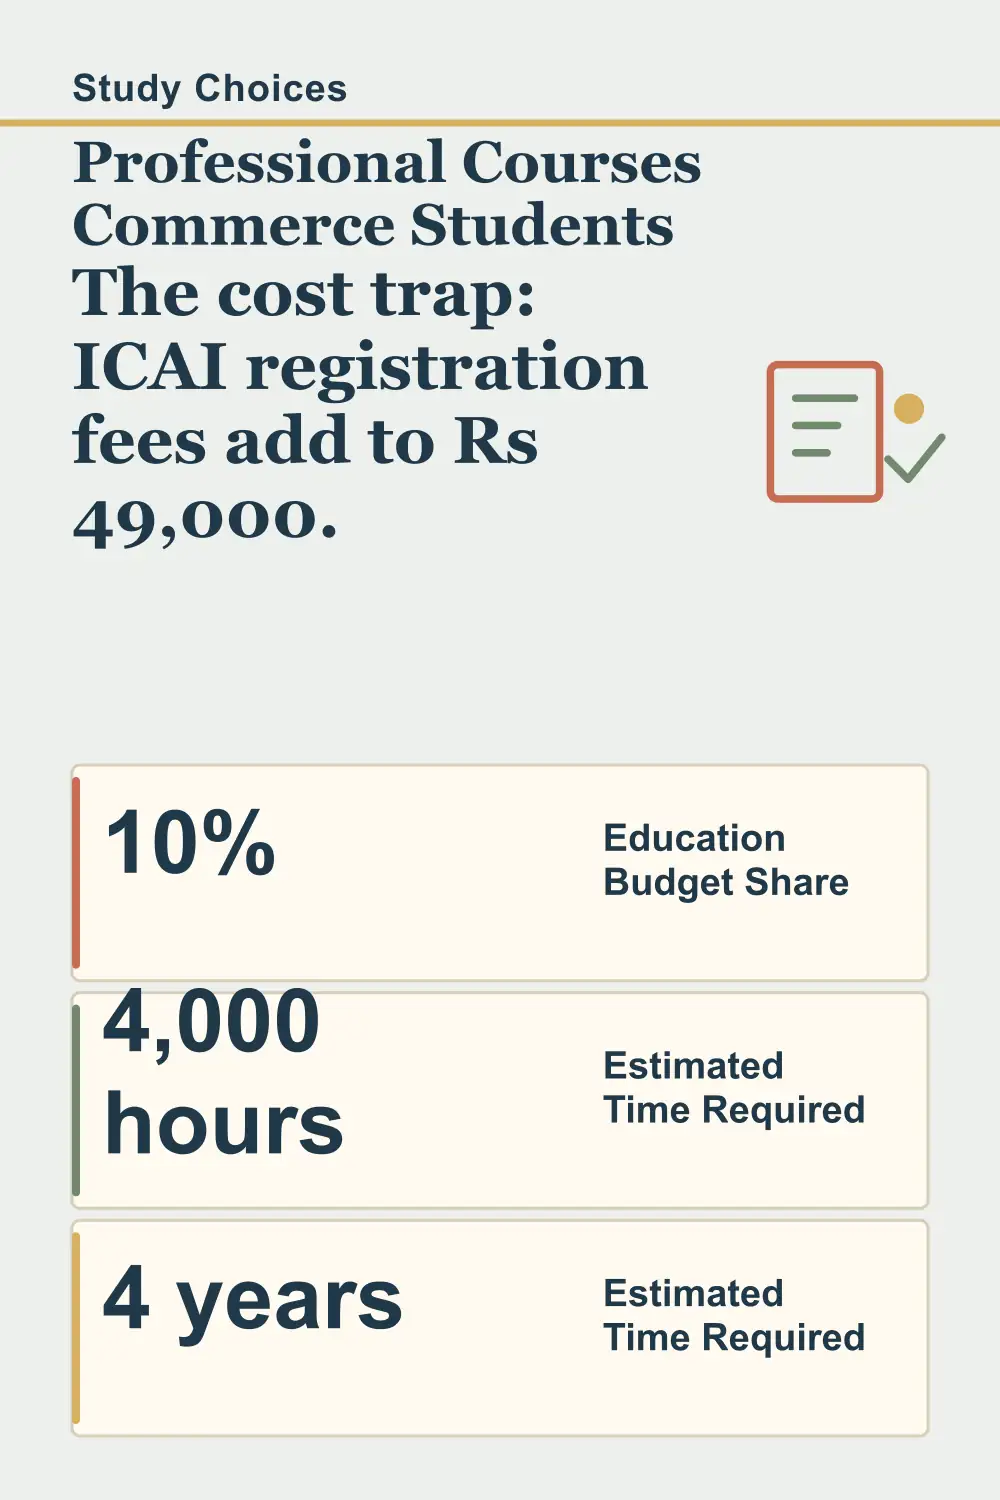 Study Choices
Professional Courses
Commerce Students
The cost trap:
ICAI registration
fees add to Rs
49,000.
10%
Education
Budget Share
4,000
hours
Estimated
Time Required
4 years
Estimated
Time Required